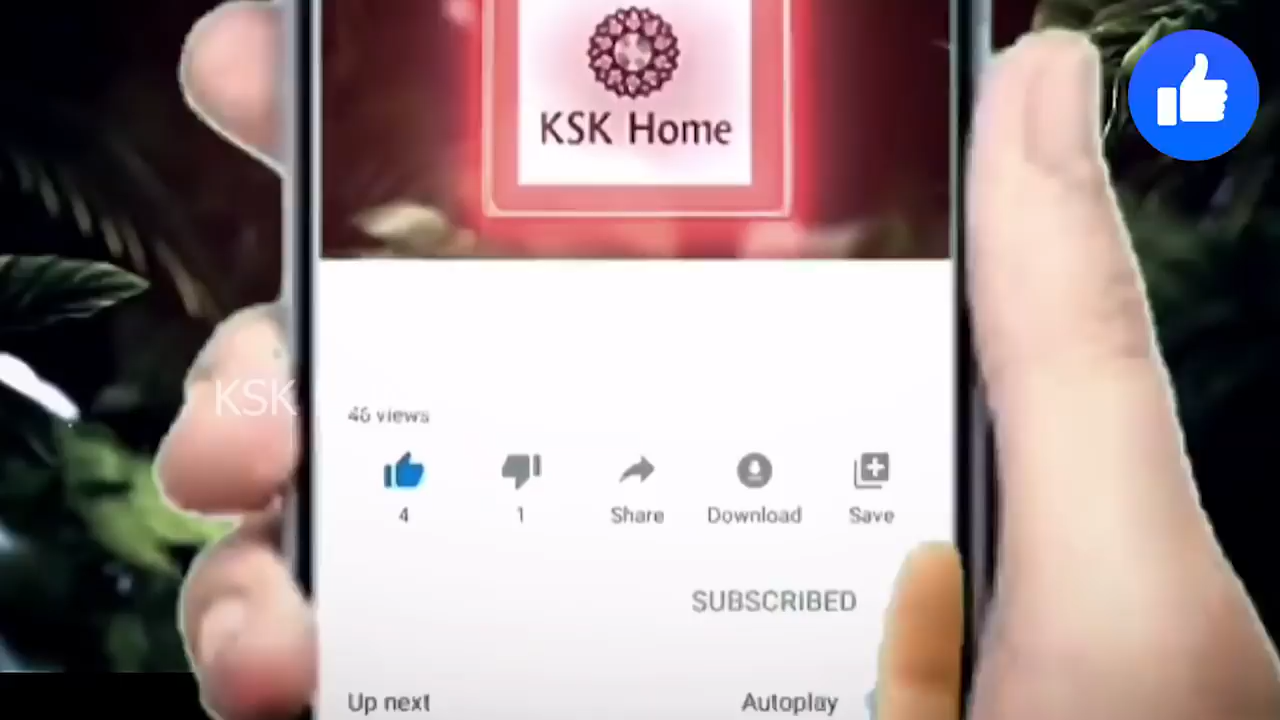 KSK Home
KSK
46 views
4 1 Share Download Save
SUBSCRIBED
Up next Autoplay